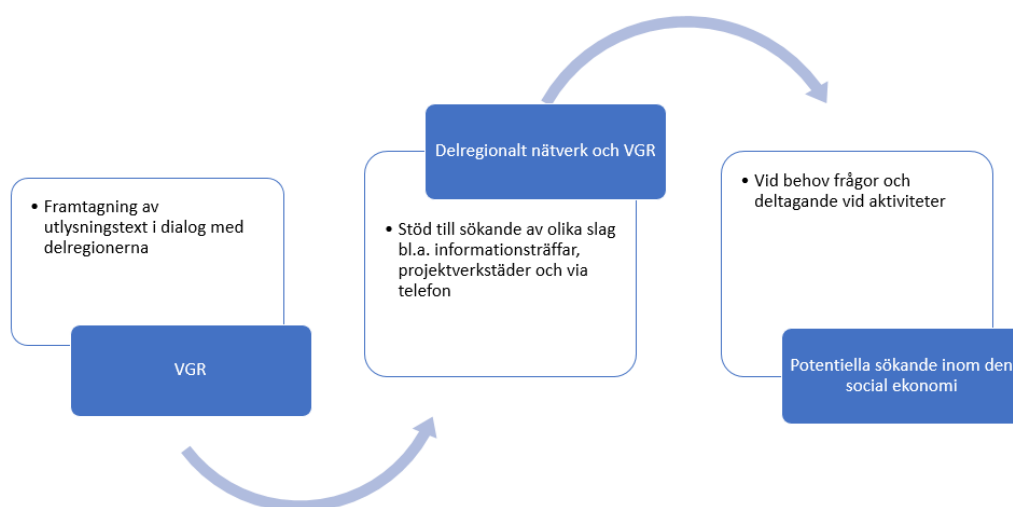 • Framtagning av
utlysningstext i dialog med
delregionerna
VGR
Delregionalt nätverk och VGR
• Stöd till sökande av olika slag
bl.a. informationsträffar,
projektverkstäder och via
telefon
• Vid behov frågor och
deltagande vid aktiviteter
Potentiella sökande inom den
social ekonomi